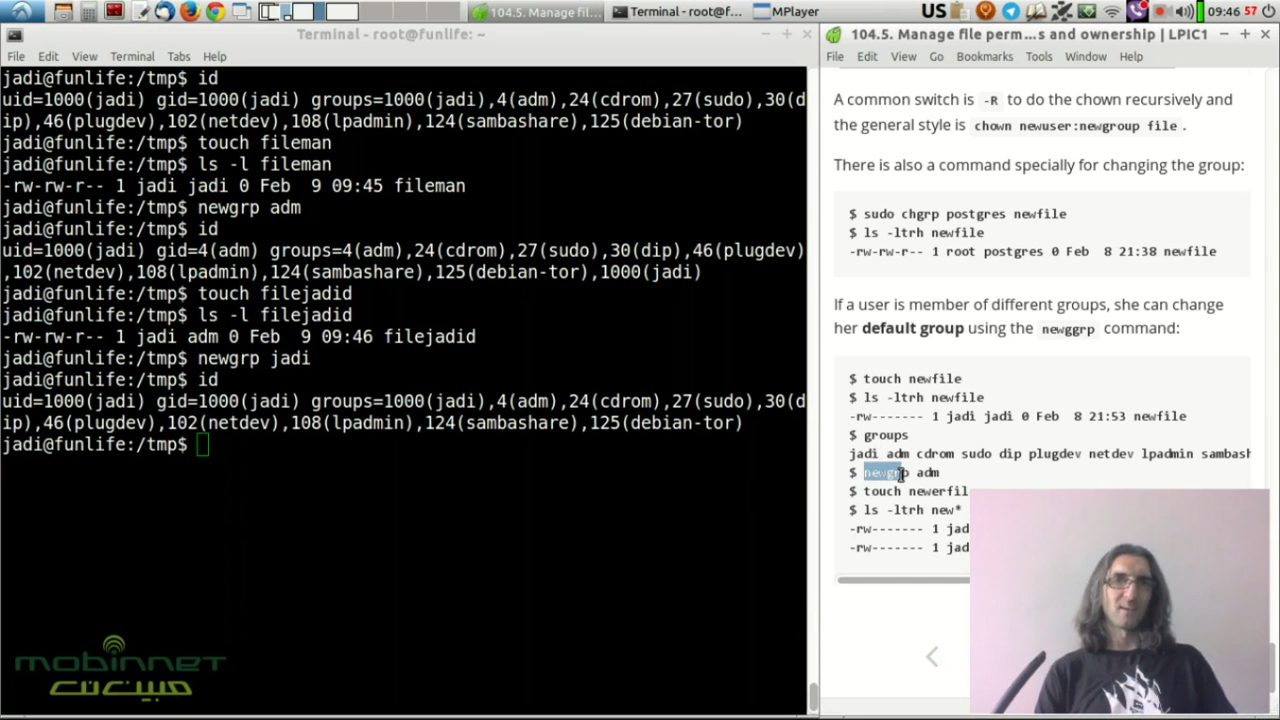 104.5. Manage fil...
Terminal - root@f...
MPlayer
US
09:46 57
Terminal - root@funlife: ~
File Edit View Terminal Tabs Help
jadi@funlife:/tmp$ id
uid=1000(jadi) gid=1000(jadi) groups=1000(jadi),4(adm),24(cdrom),27(sudo),30(d
ip),46(plugdev),102(netdev),108(lpadmin),124(sambashare),125(debian-tor)
jadi@funlife:/tmp$ touch fileman
jadi@funlife:/tmp$ ls -l fileman
-rw-rw-r-- 1 jadi jadi 0 Feb  9 09:45 fileman
jadi@funlife:/tmp$ newgrp adm
jadi@funlife:/tmp$ id
uid=1000(jadi) gid=4(adm) groups=4(adm),24(cdrom),27(sudo),30(dip),46(plugdev)
,102(netdev),108(lpadmin),124(sambashare),125(debian-tor),1000(jadi)
jadi@funlife:/tmp$ touch filejadid
jadi@funlife:/tmp$ ls -l filejadid
-rw-rw-r-- 1 jadi adm 0 Feb  9 09:46 filejadid
jadi@funlife:/tmp$ newgrp jadi
jadi@funlife:/tmp$ id
uid=1000(jadi) gid=1000(jadi) groups=1000(jadi),4(adm),24(cdrom),27(sudo),30(d
ip),46(plugdev),102(netdev),108(lpadmin),124(sambashare),125(debian-tor)
jadi@funlife:/tmp$
mobinnet
مبین نت
104.5. Manage file perm...s and ownership | LPIC1
File Edit View Go Bookmarks Tools Window Help
A common switch is -R to do the chown recursively and
the general style is chown newuser:newgroup file .
There is also a command specially for changing the group:
$ sudo chgrp postgres newfile
$ ls -ltrh newfile
-rw-rw-r-- 1 root postgres 0 Feb  8 21:38 newfile
If a user is member of different groups, she can change
her default group using the newggrp command:
$ touch newfile
$ ls -ltrh newfile
-rw------- 1 jadi jadi 0 Feb  8 21:53 newfile
$ groups
jadi adm cdrom sudo dip plugdev netdev lpadmin sambash
$ newgrp adm
$ touch newerfil
$ ls -ltrh new*
-rw------- 1 jad
-rw------- 1 jad